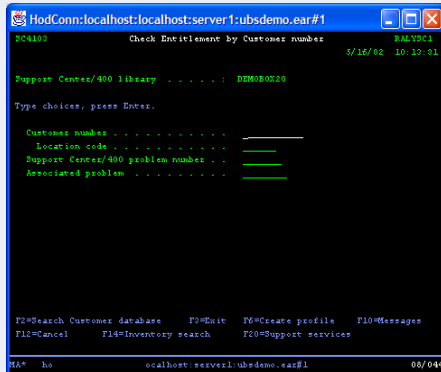 HodConn:localhost:localhost:server1:ubsdemo.ear#1
SC4103 Check Entitlement by Customer number RALYSC1
5/16/02 10:13:31
Support Center/400 library . . . . . : DEMOBOX20
Type choices, press Enter.
Customer number . . . . . . . . . . .
Location code . . . . . . . . . .
Support Center/400 problem number . .
Associated problem . . . . . . . . .
F2=Search Customer database F3=Exit F6=Create profile F10=Messages
F12=Cancel F14=Inventory search F20=Support services
MA* ho ocalhost:server1:ubsdemo.ear#1 08/044